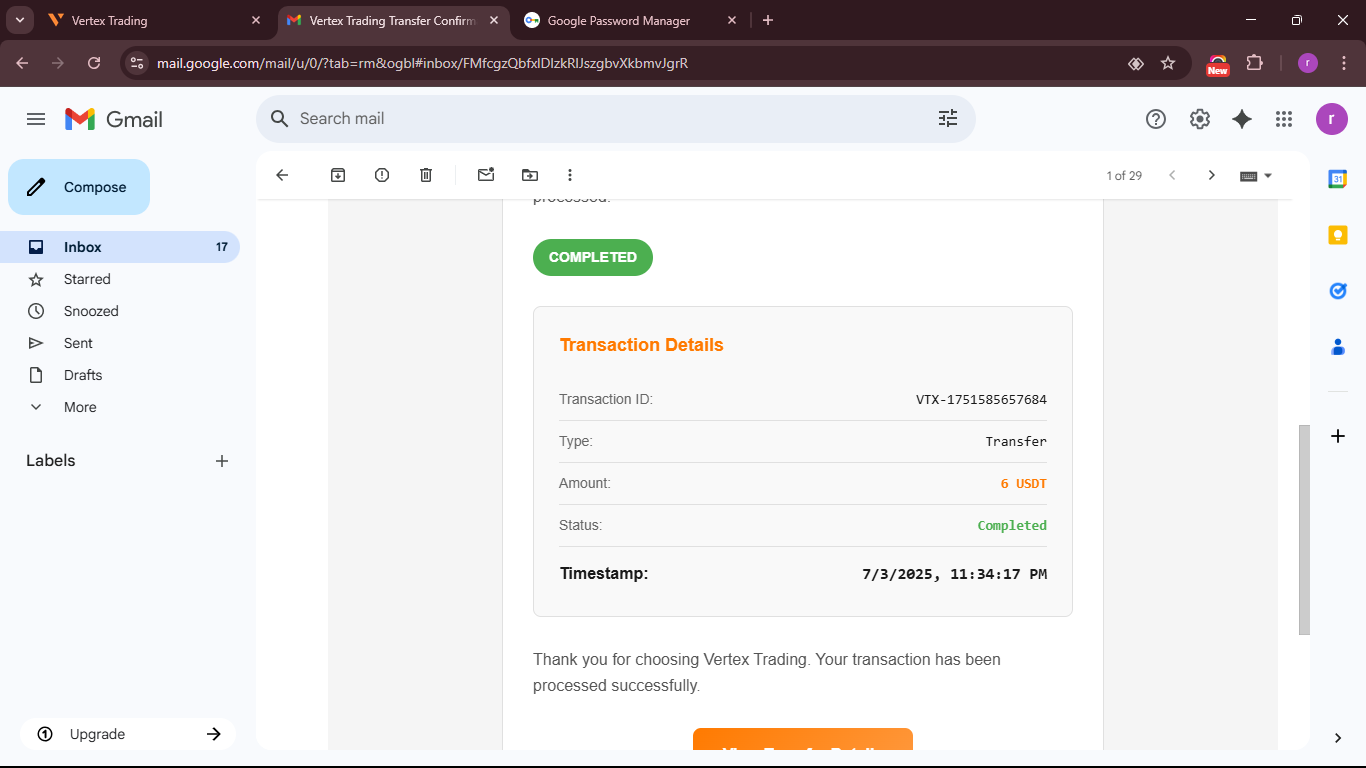 Vertex Trading
Vertex Trading Transfer Confirm
Google Password Manager
mail.google.com/mail/u/0/?tab=rm&ogbl#inbox/FMfcgzQbfxlDlzkRlJszgbvXkbmvJgrR
New
r
Gmail
Search mail
r
Compose
1 of 29
31
Inbox 17
Starred
Snoozed
Sent
Drafts
More
Labels
Upgrade
processed.
COMPLETED
Transaction Details
Transaction ID: VTX-1751585657684
Type: Transfer
Amount: 6 USDT
Status: Completed
Timestamp: 7/3/2025, 11:34:17 PM
Thank you for choosing Vertex Trading. Your transaction has been
processed successfully.